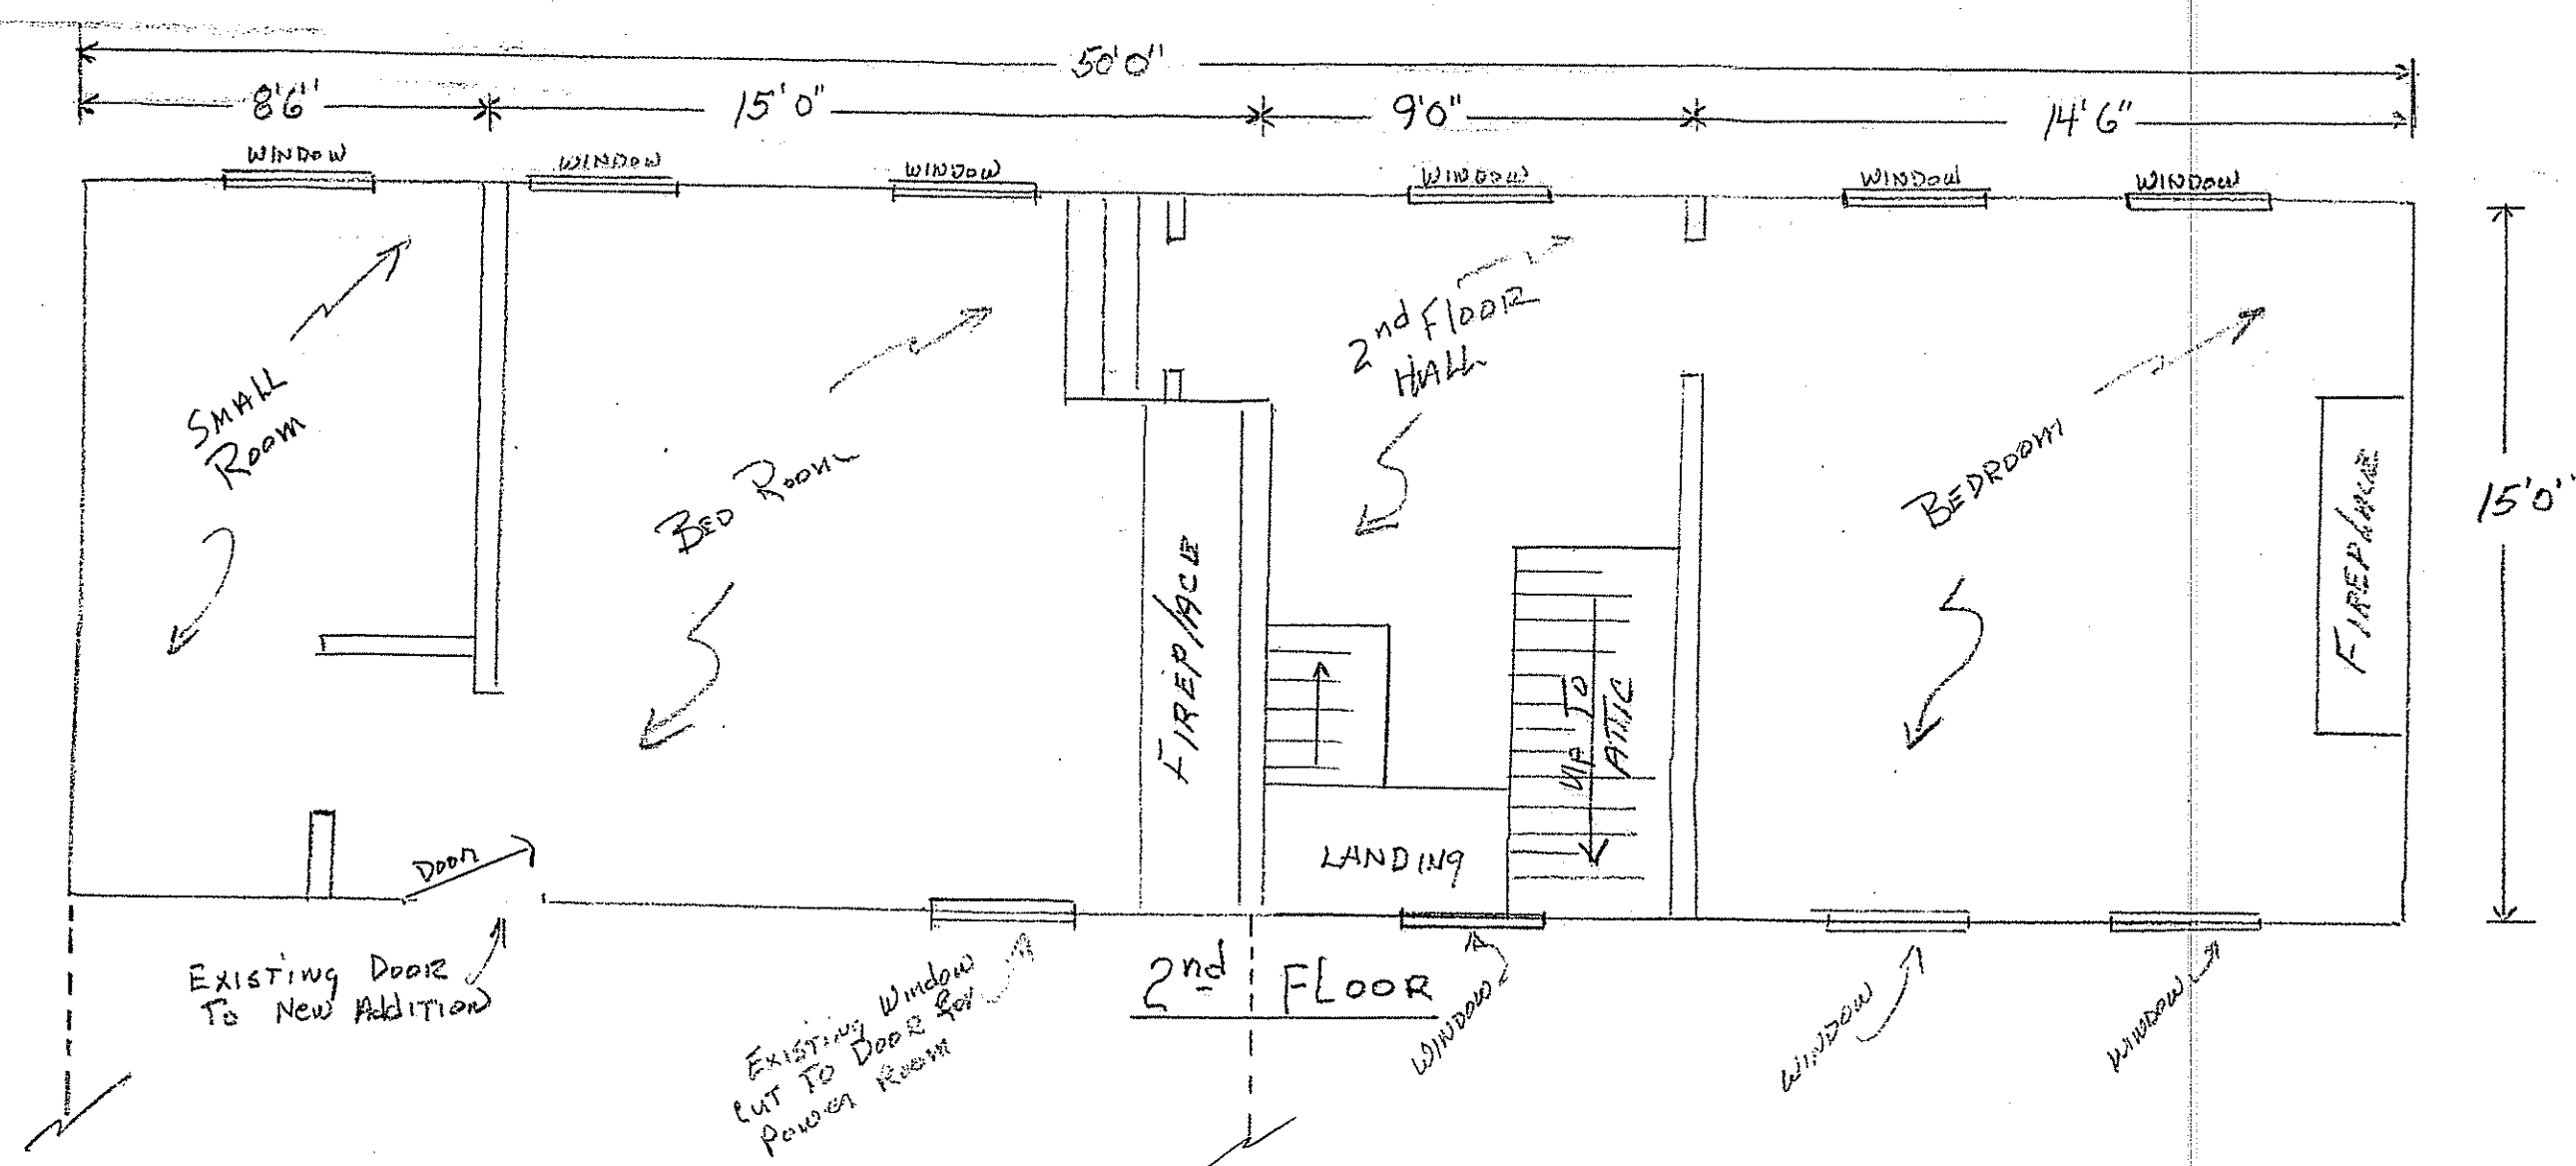 50'0"
8'6"
15'0"
9'0"
14'6"
WINDOW
WINDOW
WINDOW
WINDOW
WINDOW
WINDOW
SMALL
ROOM
BED ROOM
2nd FLOOR
HALL
BEDROOM
15'0"
FIREPLACE
FIREPLACE
UP TO
ATTIC
LANDING
DOOR
EXISTING DOOR
TO NEW ADDITION
EXISTING WINDOW
CUT TO DOOR FOR
POWDER ROOM
2nd FLOOR
WINDOW
WINDOW
WINDOW